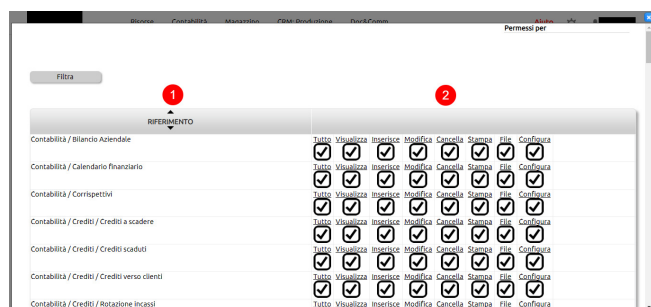 Risorse Contabilità Magazzino CRM: Produzione Doc&Comm Aiuto
Permessi per
Filtra
1 2
RIFERIMENTO
Contabilità / Bilancio Aziendale Tutto Visualizza Inserisce Modifica Cancella Stampa File Configura
Contabilità / Calendario finanziario Tutto Visualizza Inserisce Modifica Cancella Stampa File Configura
Contabilità / Corrispettivi Tutto Visualizza Inserisce Modifica Cancella Stampa File Configura
Contabilità / Crediti / Crediti a scadere Tutto Visualizza Inserisce Modifica Cancella Stampa File Configura
Contabilità / Crediti / Crediti scaduti Tutto Visualizza Inserisce Modifica Cancella Stampa File Configura
Contabilità / Crediti / Crediti verso clienti Tutto Visualizza Inserisce Modifica Cancella Stampa File Configura
Contabilità / Crediti / Rotazione incassi Tutto Visualizza Inserisce Modifica Cancella Stampa File Configura